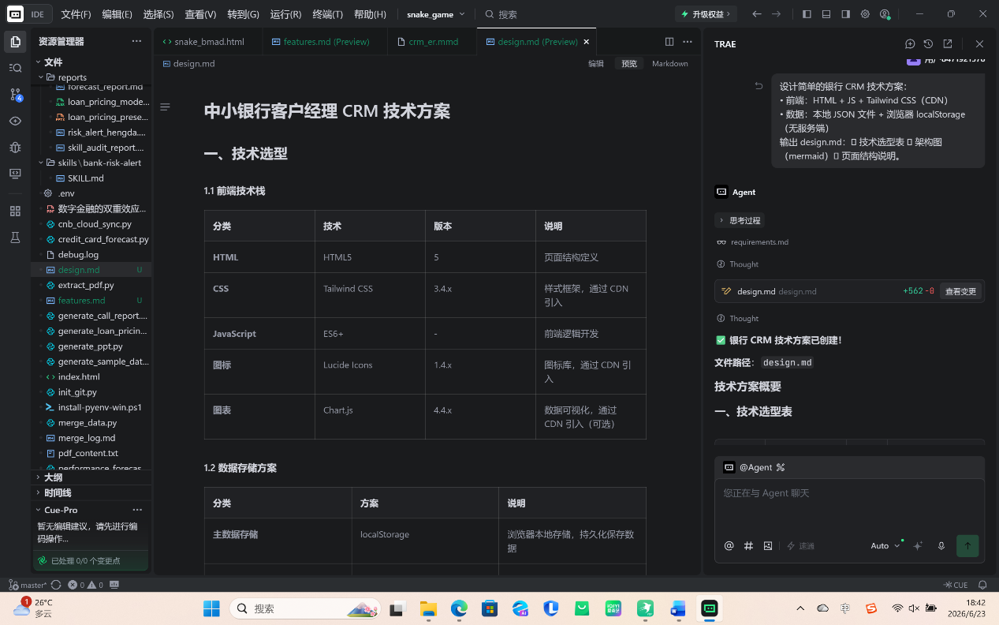 IDE 文件(F) 编辑(E) 选择(S) 查看(V) 转到(G) 运行(R) 终端(T) 帮助(H) snake_game 搜索 升级权益
资源管理器
文件
reports
forecast_report.md
loan_pricing_mode...
loan_pricing_prese...
risk_alert_hengda....
skill_audit_report....
skills\bank-risk-alert
SKILL.md
.env
数字金融的双重效应...
cnb_cloud_sync.py
credit_card_forecast.py
debug.log
design.md U
extract_pdf.py
features.md U
generate_call_report....
generate_loan_pricin...
generate_ppt.py
generate_sample_dat...
index.html
init_git.py
install-pyenv-win.ps1
merge_data.py
merge_log.md
pdf_content.txt
performance_forecas
大纲
时间线
Cue-Pro
暂无编辑建议，请先进行编
码操作...
已处理 0/0 个变更点
snake_bmad.html features.md (Preview) crm_er.mmd design.md (Preview)
design.md 编辑 预览 Markdown
中小银行客户经理 CRM 技术方案
一、技术选型
1.1 前端技术栈
分类 技术 版本 说明
HTML HTML5 5 页面结构定义
CSS Tailwind CSS 3.4.x 样式框架，通过 CDN
引入
JavaScript ES6+ - 前端逻辑开发
图标 Lucide Icons 1.4.x 图标库，通过 CDN 引
入
图表 Chart.js 4.4.x 数据可视化，通过
CDN 引入（可选）
1.2 数据存储方案
分类 方案 说明
主数据存储 localStorage 浏览器本地存储，持久化保存数
据
TRAE
设计简单的银行 CRM 技术方案：
• 前端：HTML + JS + Tailwind CSS（CDN）
• 数据：本地 JSON 文件 + 浏览器 localStorage
（无服务端）
输出 design.md：▯ 技术选型表 ▯ 架构图
（mermaid）▯ 页面结构说明。
Agent
思考过程
requirements.md
Thought
design.md design.md +562 -0 查看变更
Thought
✅ 银行 CRM 技术方案已创建！
文件路径： design.md
技术方案概要
一、技术选型表
@Agent
您正在与 Agent 聊天
@ # 速通 Auto
master* 0 0 CUE
1
26°C
多云
搜索
中
18:42
2026/6/23